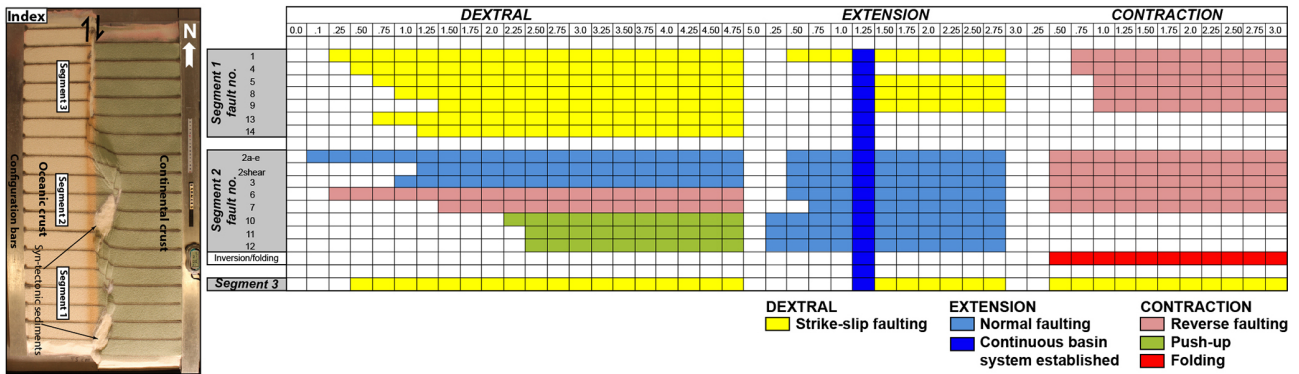 Index
N
Segment 3
Segment 2
Segment 1
Configuration bars
Oceanic crust
Syn-tectonic sediments
Continental crust
DEXTRAL EXTENSION CONTRACTION
0.0 .1 .25 .50 .75 1.0 1.25 1.50 1.75 2.0 2.25 2.50 2.75 3.0 3.25 3.50 3.75 4.0 4.25 4.50 4.75 5.0 .25 .50 .75 1.0 1.25 1.50 1.75 2.0 2.25 2.50 2.75 3.0 .25 .50 .75 1.0 1.25 1.50 1.75 2.0 2.25 2.50 2.75 3.0
Segment 1
fault no.
1
4
5
8
9
13
14
Segment 2
fault no.
2a-e
2shear
3
6
7
10
11
12
Inversion/folding
Segment 3
DEXTRAL
Strike-slip faulting
EXTENSION
Normal faulting
Continuous basin
system established
CONTRACTION
Reverse faulting
Push-up
Folding